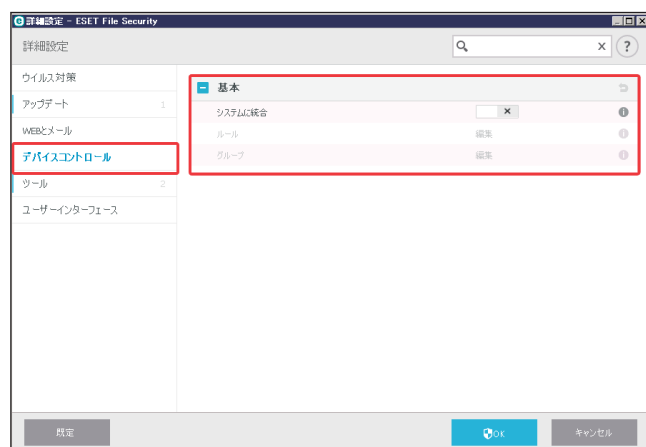 詳細設定 - ESET File Security
詳細設定
x
?
ウイルス対策
アップデート 1
WEBとメール
デバイスコントロール
ツール 2
ユーザーインターフェース
基本
システムに統合
ルール 編集
グループ 編集
既定
OK
キャンセル